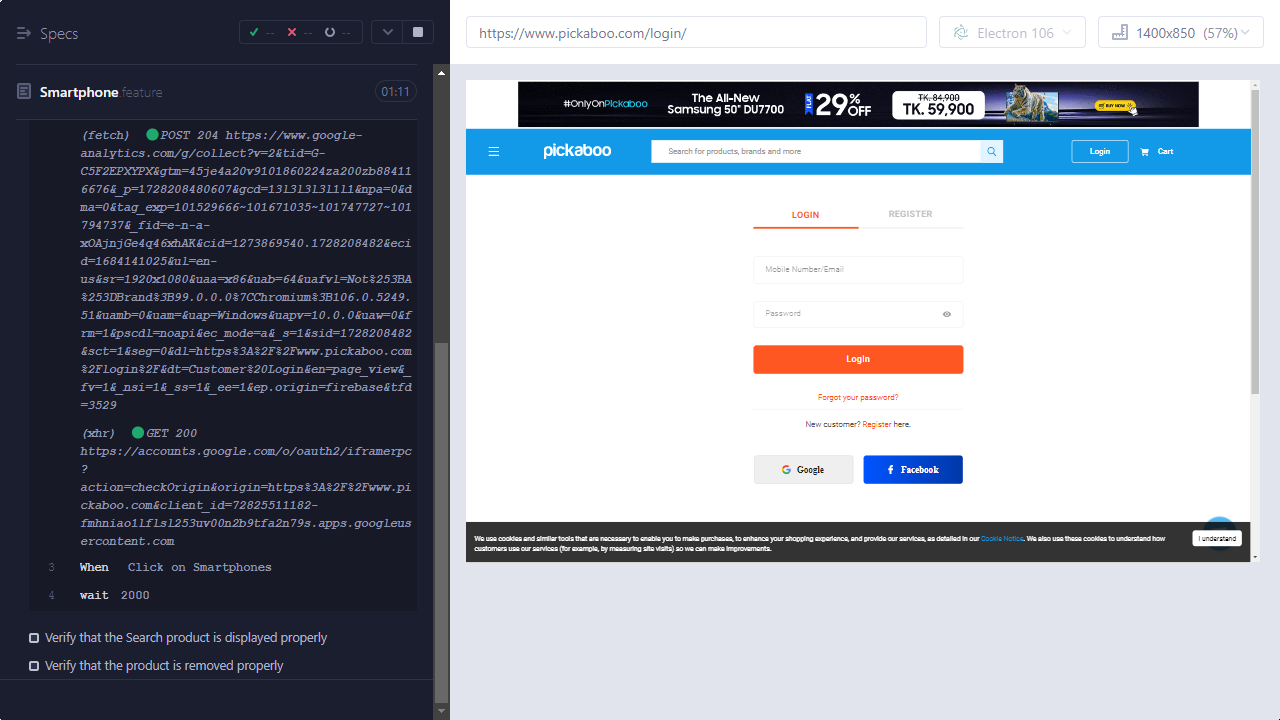 Specs
--
--
--
Smartphone.feature
01:11
(fetch) POST 204 https://www.google-
analytics.com/g/collect?v=2&tid=G-
C5F2EPXYPX&gtm=45je4a20v9101860224za200zb88411
6676&_p=1728208480607&gcd=13l3l3l3l1l1&npa=0&d
ma=0&tag_exp=101529666~101671035~101747727~101
794737&_fid=e-n-a-
xOAjnjGe4q46xhAK&cid=1273869540.1728208482&eci
d=1684141025&ul=en-
us&sr=1920x1080&uaa=x86&uab=64&uafvl=Not%253BA
%253DBrand%3B99.0.0.0%7CChromium%3B106.0.5249.
51&uamb=0&uam=&uap=Windows&uapv=10.0.0&uaw=0&f
rm=1&pscdl=noapi&ec_mode=a&_s=1&sid=1728208482
&sct=1&seg=0&dl=https%3A%2F%2Fwww.pickaboo.com
%2Flogin%2F&dt=Customer%20Login&en=page_view&_
fv=1&_nsi=1&_ss=1&_ee=1&ep.origin=firebase&tfd
=3529
(xhr) GET 200
https://accounts.google.com/o/oauth2/iframerpc
?
action=checkOrigin&origin=https%3A%2F%2Fwww.pi
ckaboo.com&client_id=72825511182-
fmhniao1lflsl253uv00n2b9tfa2n79s.apps.googleus
ercontent.com
3 When Click on Smartphones
4 wait 2000
Verify that the Search product is displayed properly
Verify that the product is removed properly
https://www.pickaboo.com/login/
Electron 106
1400x850 (57%)
#OnlyOnPickaboo
The All-New
Samsung 50" DU7700
FLAT
29%
OFF
TK. 84,900
TK. 59,900
BUY NOW
pickaboo
Search for products, brands and more
Login
Cart
LOGIN
REGISTER
Mobile Number/Email
Password
Login
Forgot your password?
New customer? Register here.
Google
Facebook
We use cookies and similar tools that are necessary to enable you to make purchases, to enhance your shopping experience, and provide our services, as detailed in our Cookie Notice. We also use these cookies to understand how
customers use our services (for example, by measuring site visits) so we can make improvements.
I understand